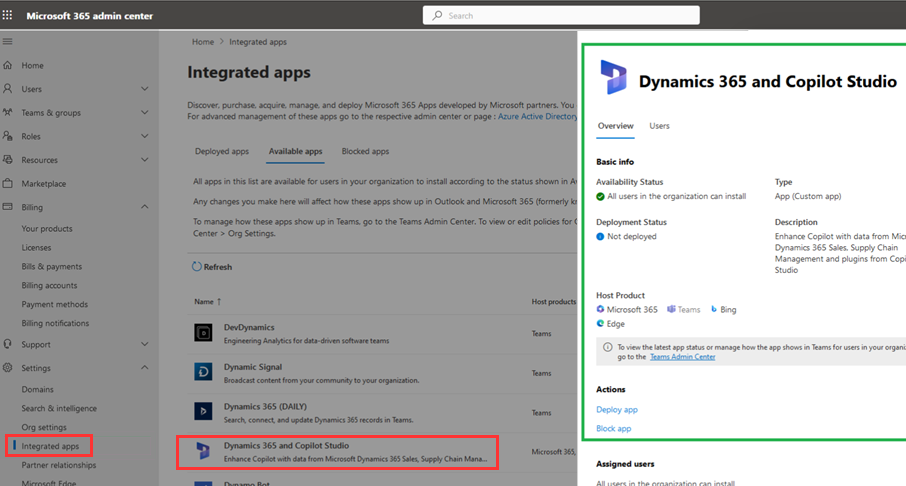 Microsoft 365 admin center
Search
Home
Users
Teams & groups
Roles
Resources
Marketplace
Billing
Your products
Licenses
Bills & payments
Billing accounts
Payment methods
Billing notifications
Support
Settings
Domains
Search & intelligence
Org settings
Integrated apps
Partner relationships
Microsoft Edge
Home > Integrated apps
Integrated apps
Discover, purchase, acquire, manage, and deploy Microsoft 365 Apps developed by Microsoft partners. You
For advanced management of these apps go to the respective admin center or page : Azure Active Directory
Deployed apps Available apps Blocked apps
All apps in this list are available for users in your organization to install according to the status shown in
Any changes you make here will affect how these apps show up in Outlook and Microsoft 365 (formerly
To manage how these apps show up in Teams, go to the Teams Admin Center. To view or edit policies for
Center > Org Settings.
Refresh
Name ↑ Host products
DevDynamics
Engineering Analytics for data-driven software teams
Teams
Dynamic Signal
Broadcast content from your community to your organization.
Teams
Dynamics 365 (DAILY)
Search, connect, and update Dynamics 365 records in Teams.
Teams
Dynamics 365 and Copilot Studio
Enhance Copilot with data from Microsoft Dynamics 365 Sales, Supply Chain Mana...
Microsoft 365,
Dynamo Bot
Dynamics 365 and Copilot Studio
Overview Users
Basic info
Availability Status
All users in the organization can install
Type
App (Custom app)
Deployment Status
Not deployed
Description
Enhance Copilot with data from Micr
Dynamics 365 Sales, Supply Chain
Management and plugins from Copi
Studio
Host Product
Microsoft 365 Teams Bing
Edge
To view the latest app status or manage how the app shows in Teams for users in your organiz
go to the Teams Admin Center
Actions
Deploy app
Block app
Assigned users
All users in the organization can install